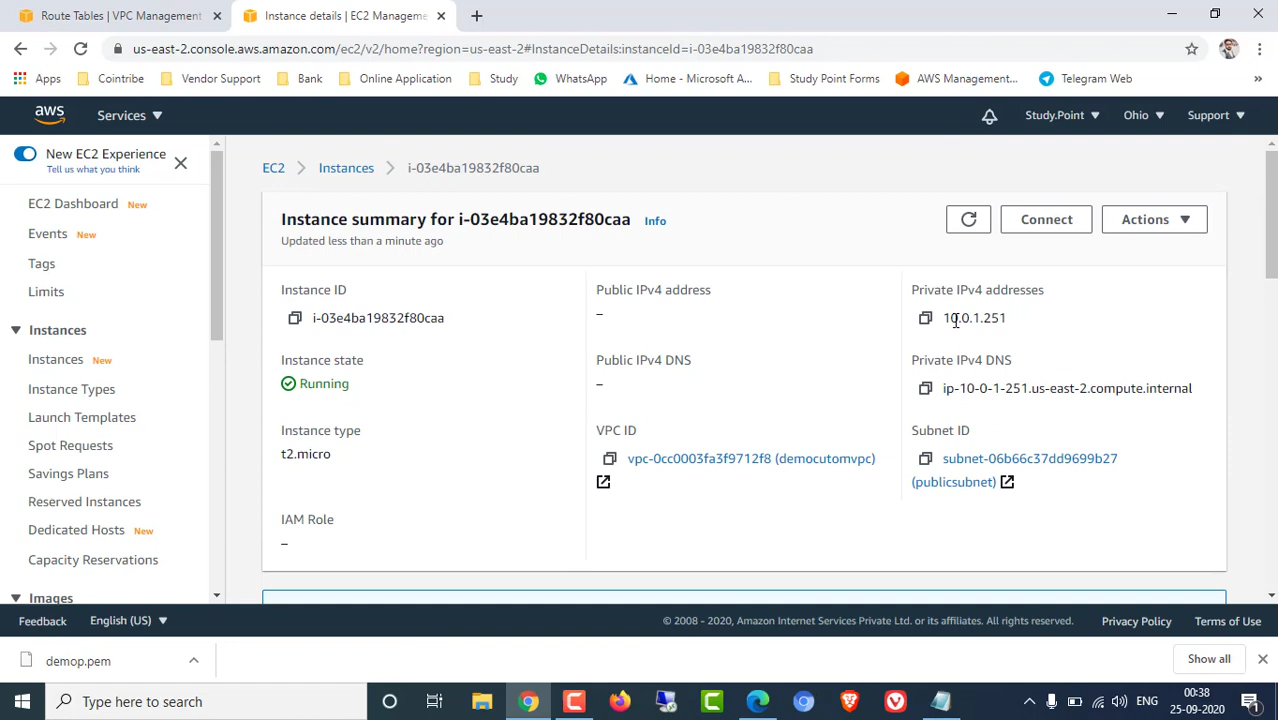 Route Tables | VPC Management
Instance details | EC2 Manageme
us-east-2.console.aws.amazon.com/ec2/v2/home?region=us-east-2#InstanceDetails:instanceId=i-03e4ba19832f80caa
Apps Cointribe Vendor Support Bank Online Application Study WhatsApp Home - Microsoft A... Study Point Forms AWS Management... Telegram Web »
aws Services Study.Point Ohio Support
New EC2 Experience
Tell us what you think
EC2 Dashboard New
Events New
Tags
Limits
Instances
Instances New
Instance Types
Launch Templates
Spot Requests
Savings Plans
Reserved Instances
Dedicated Hosts New
Capacity Reservations
Images
EC2 Instances i-03e4ba19832f80caa
Instance summary for i-03e4ba19832f80caa Info
Updated less than a minute ago
Connect
Actions
Instance ID
i-03e4ba19832f80caa
Public IPv4 address
–
Private IPv4 addresses
10.0.1.251
Instance state
Running
Public IPv4 DNS
–
Private IPv4 DNS
ip-10-0-1-251.us-east-2.compute.internal
Instance type
t2.micro
VPC ID
vpc-0cc0003fa3f9712f8 (democutomvpc)
Subnet ID
subnet-06b66c37dd9699b27
(publicsubnet)
IAM Role
–
Feedback English (US) © 2008 - 2020, Amazon Internet Services Private Ltd. or its affiliates. All rights reserved. Privacy Policy Terms of Use
demop.pem
Show all
Type here to search
ENG
00:38
25-09-2020
1